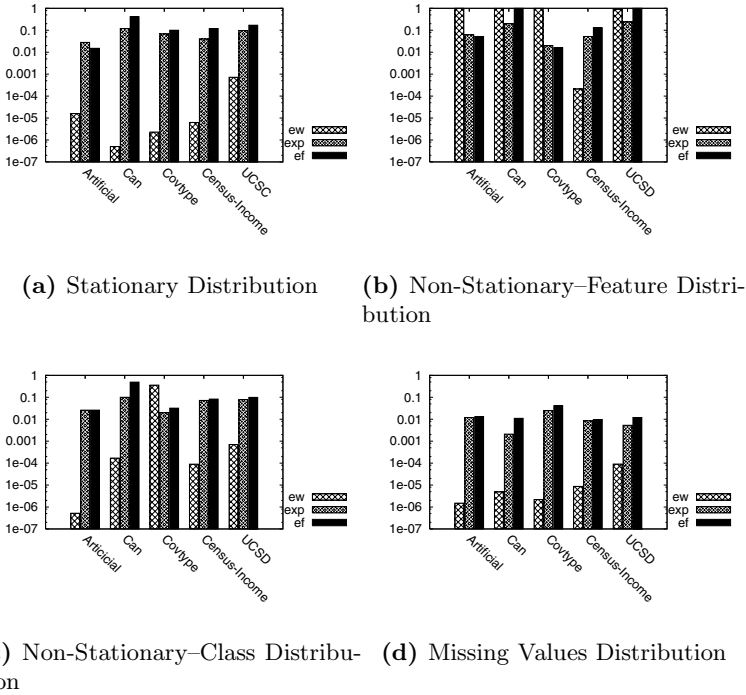 1
0.1
0.01
0.001
1e-04
1e-05
1e-06
1e-07
ew
exp
ef
Artificial
Can
Covtype
Census-Income
UCSC
(a) Stationary Distribution
1
0.1
0.01
0.001
1e-04
1e-05
1e-06
1e-07
ew
exp
ef
Artificial
Can
Covtype
Census-Income
UCSD
(b) Non-Stationary–Feature Distri-
bution
1
0.1
0.01
0.001
1e-04
1e-05
1e-06
1e-07
ew
exp
ef
Articicial
Can
Covtype
Census-Income
UCSD
) Non-Stationary–Class Distribu-
on
1
0.1
0.01
0.001
1e-04
1e-05
1e-06
1e-07
ew
exp
ef
Artificial
Can
Covtype
Census-Income
UCSD
(d) Missing Values Distribution